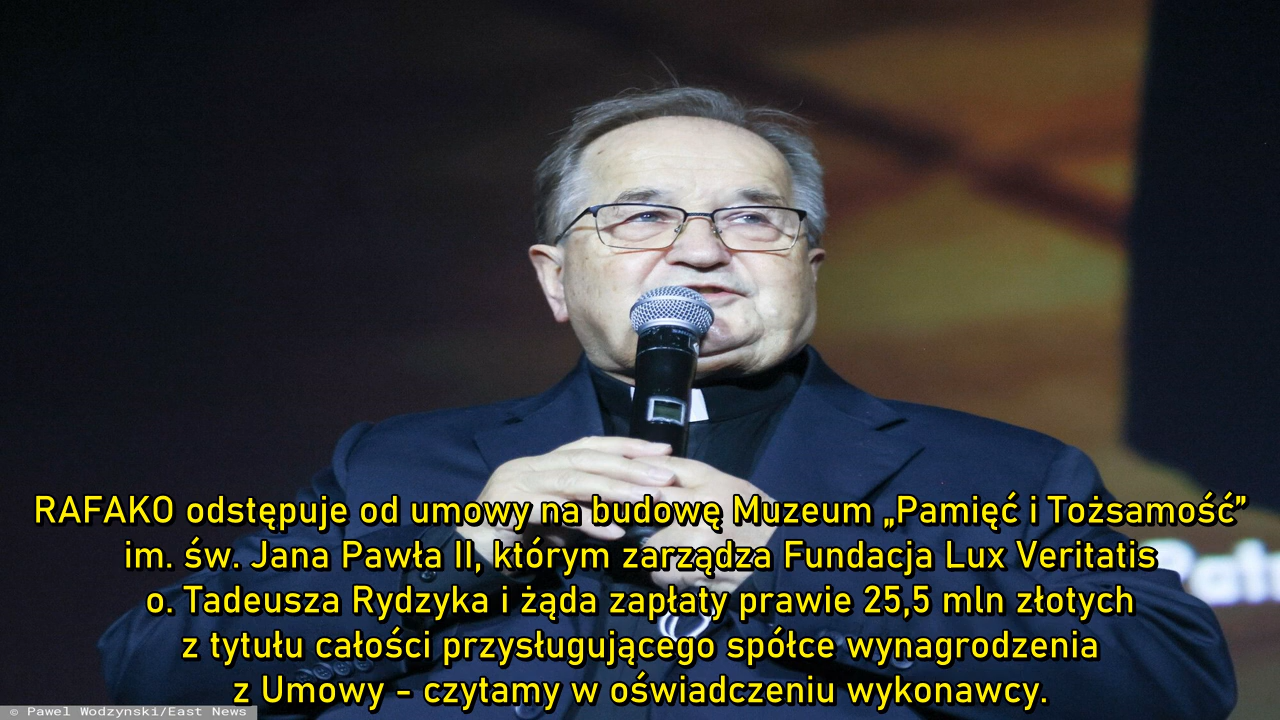 RAFAKO odstępuje od umowy na budowę Muzeum „Pamięć i Tożsamość”
im. św. Jana Pawła II, którym zarządza Fundacja Lux Veritatis
o. Tadeusza Rydzyka i żąda zapłaty prawie 25,5 mln złotych
z tytułu całości przysługującego spółce wynagrodzenia
z Umowy - czytamy w oświadczeniu wykonawcy.
© Pawel Wodzynski/East News